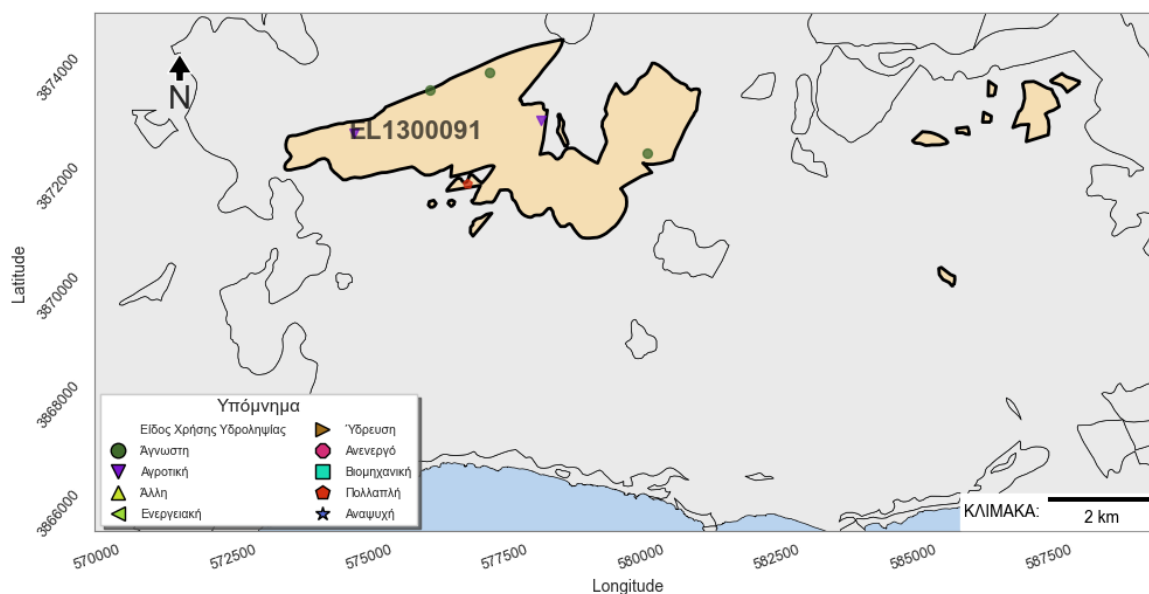 3874000
3872000
3870000
3868000
3866000
Latitude
N
EL1300091
Υπόμνημα
Είδος Χρήσης Υδροληψίας
Άγνωστη
Αγροτική
Άλλη
Ενεργειακή
Ύδρευση
Ανενεργό
Βιομηχανική
Πολλαπλή
Αναψυχή
ΚΛΙΜΑΚΑ:
2 km
570000 572500 575000 577500 580000 582500 585000 587500
Longitude